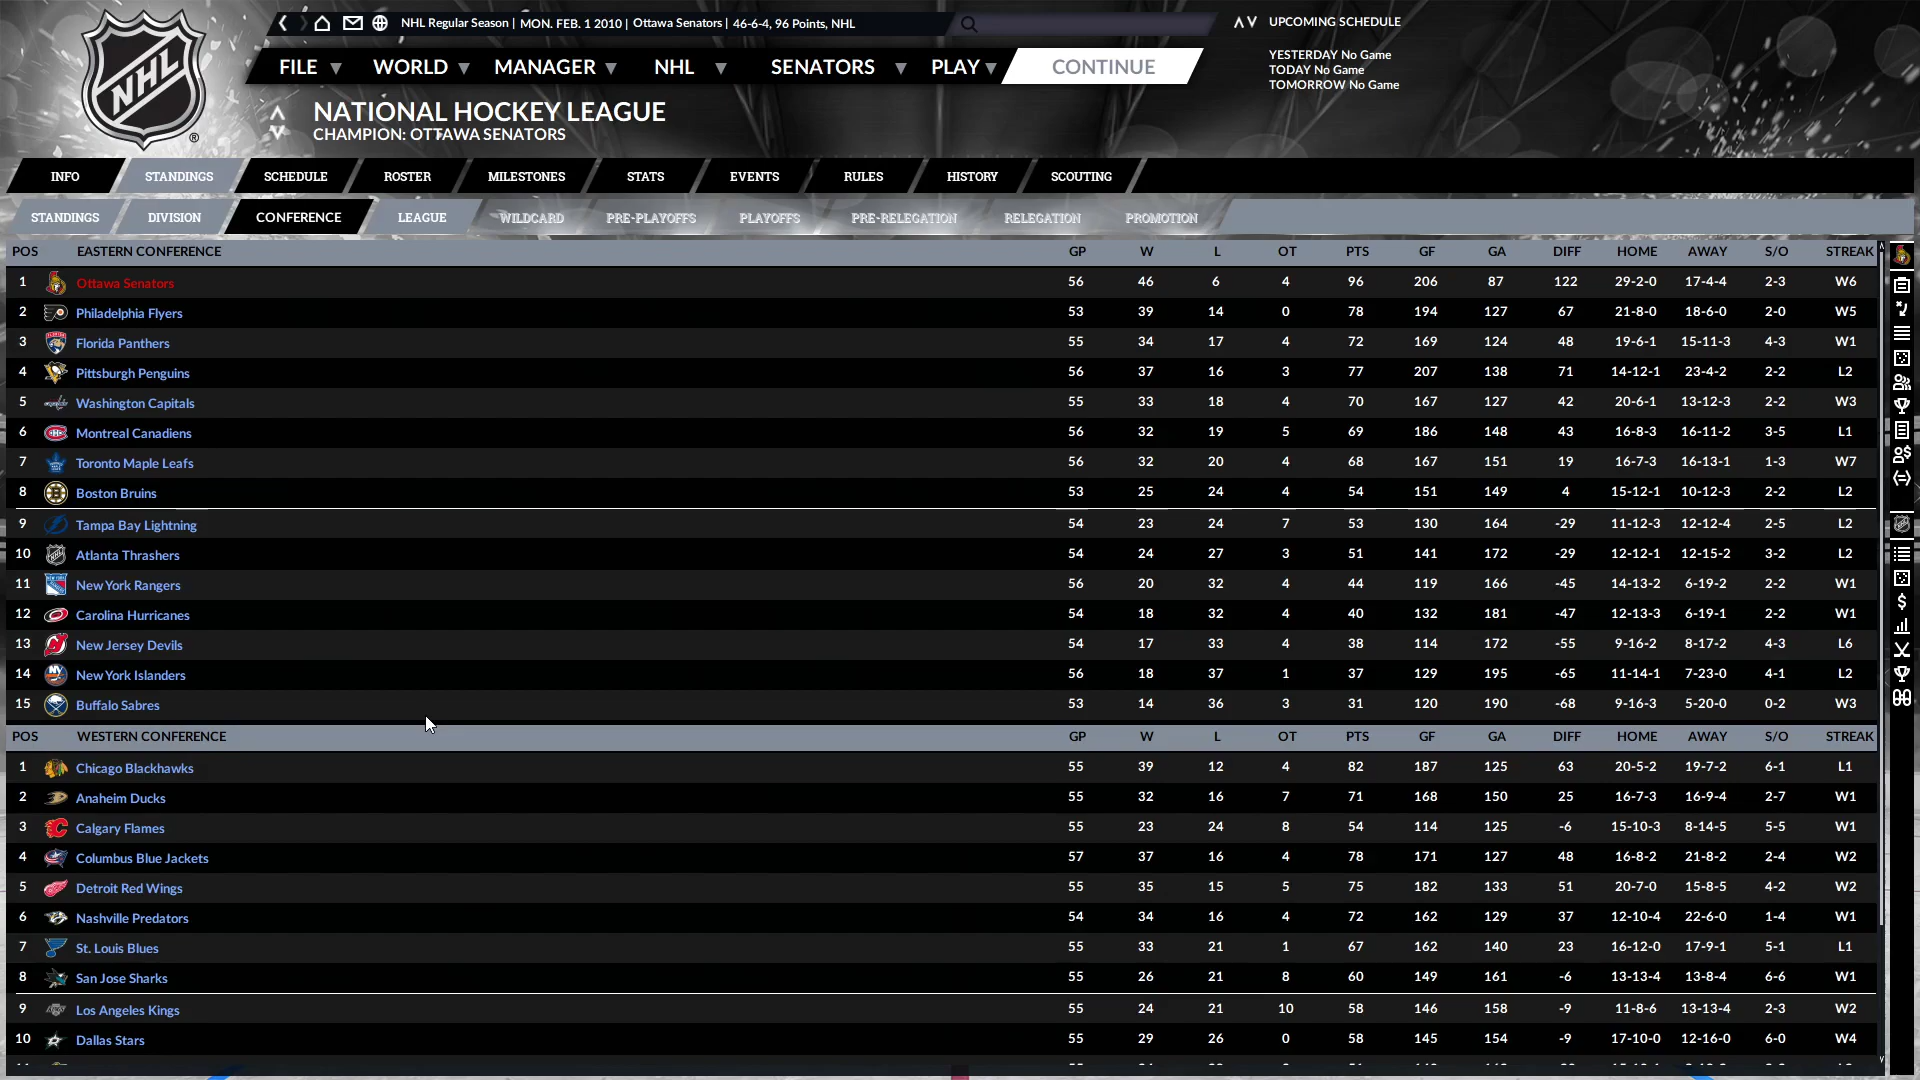 NHL Regular Season | MON. FEB. 1 2010 | Ottawa Senators | 46-6-4, 96 Points, NHL
UPCOMING SCHEDULE
YESTERDAY No Game
TODAY No Game
TOMORROW No Game
FILE WORLD MANAGER NHL SENATORS PLAY CONTINUE
NHL
NATIONAL HOCKEY LEAGUE
CHAMPION: OTTAWA SENATORS
INFO STANDINGS SCHEDULE ROSTER MILESTONES STATS EVENTS RULES HISTORY SCOUTING
STANDINGS DIVISION CONFERENCE LEAGUE WILDCARD PRE-PLAYOFFS PLAYOFFS PRE-RELEGATION RELEGATION PROMOTION
POS EASTERN CONFERENCE GP W L OT PTS GF GA DIFF HOME AWAY S/O STREAK
1 Ottawa Senators 56 46 6 4 96 206 87 122 29-2-0 17-4-4 2-3 W6
2 Philadelphia Flyers 53 39 14 0 78 194 127 67 21-8-0 18-6-0 2-0 W5
3 Florida Panthers 55 34 17 4 72 169 124 48 19-6-1 15-11-3 4-3 W1
4 Pittsburgh Penguins 56 37 16 3 77 207 138 71 14-12-1 23-4-2 2-2 L2
5 Washington Capitals 55 33 18 4 70 167 127 42 20-6-1 13-12-3 2-2 W3
6 Montreal Canadiens 56 32 19 5 69 186 148 43 16-8-3 16-11-2 3-5 L1
7 Toronto Maple Leafs 56 32 20 4 68 167 151 19 16-7-3 16-13-1 1-3 W7
8 Boston Bruins 53 25 24 4 54 151 149 4 15-12-1 10-12-3 2-2 L2
9 Tampa Bay Lightning 54 23 24 7 53 130 164 -29 11-12-3 12-12-4 2-5 L2
10 Atlanta Thrashers 54 24 27 3 51 141 172 -29 12-12-1 12-15-2 3-2 L2
11 New York Rangers 56 20 32 4 44 119 166 -45 14-13-2 6-19-2 2-2 W1
12 Carolina Hurricanes 54 18 32 4 40 132 181 -47 12-13-3 6-19-1 2-2 W1
13 New Jersey Devils 54 17 33 4 38 114 172 -55 9-16-2 8-17-2 4-3 L6
14 New York Islanders 56 18 37 1 37 129 195 -65 11-14-1 7-23-0 4-1 L2
15 Buffalo Sabres 53 14 36 3 31 120 190 -68 9-16-3 5-20-0 0-2 W3
POS WESTERN CONFERENCE GP W L OT PTS GF GA DIFF HOME AWAY S/O STREAK
1 Chicago Blackhawks 55 39 12 4 82 187 125 63 20-5-2 19-7-2 6-1 L1
2 Anaheim Ducks 55 32 16 7 71 168 150 25 16-7-3 16-9-4 2-7 W1
3 Calgary Flames 55 23 24 8 54 114 125 -6 15-10-3 8-14-5 5-5 W1
4 Columbus Blue Jackets 57 37 16 4 78 171 127 48 16-8-2 21-8-2 2-4 W2
5 Detroit Red Wings 55 35 15 5 75 182 133 51 20-7-0 15-8-5 4-2 W2
6 Nashville Predators 54 34 16 4 72 162 129 37 12-10-4 22-6-0 1-4 W1
7 St. Louis Blues 55 33 21 1 67 162 140 23 16-12-0 17-9-1 5-1 L1
8 San Jose Sharks 55 26 21 8 60 149 161 -6 13-13-4 13-8-4 6-6 W1
9 Los Angeles Kings 55 24 21 10 58 146 158 -9 11-8-6 13-13-4 2-3 W2
10 Dallas Stars 55 29 26 0 58 145 154 -9 17-10-0 12-16-0 6-0 W4